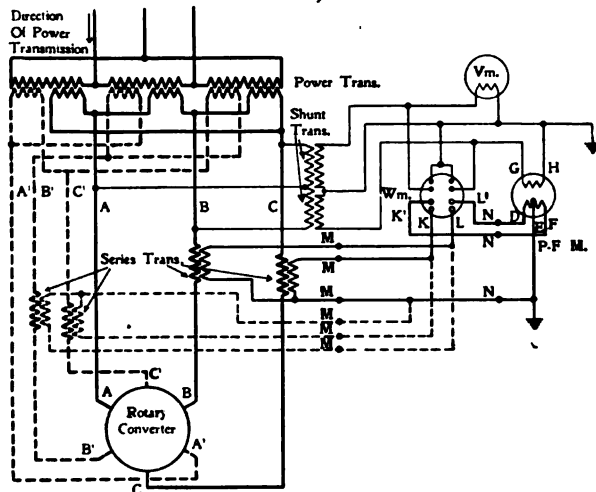 Direction
Of Power
Transmission
Power Trans.
Vm.
Shunt
Trans.
G
H
A'
B'
C'
A
B
C
Wm.
L'
K'
K
L
N
D
E
F
M
N
P-F M.
M
Series Trans.
M
N
M
M
M
C'
A
B
Rotary
Converter
B'
A'
C